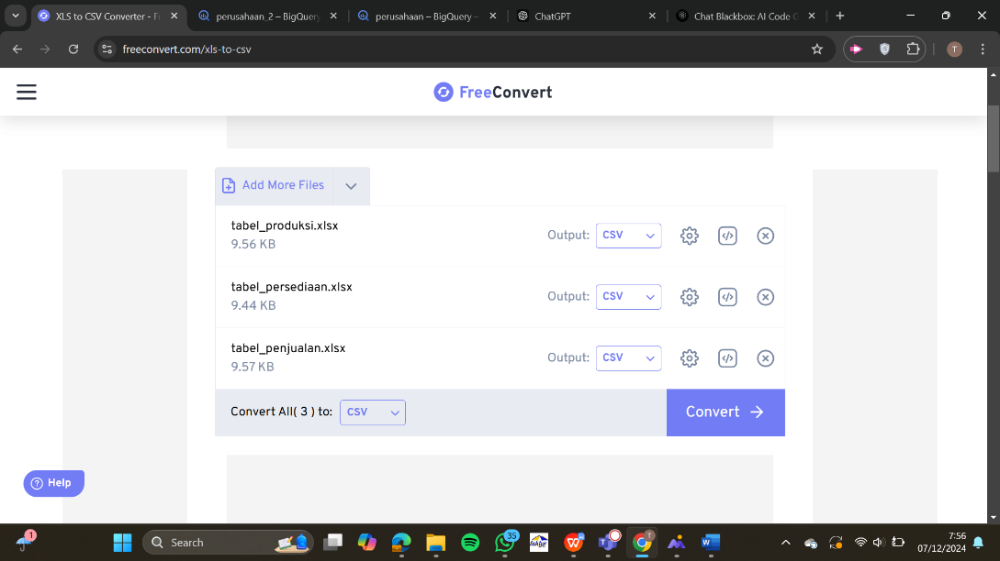 XLS to CSV Converter - Fr
perusahaan_2 – BigQuery
perusahaan – BigQuery –
ChatGPT
Chat Blackbox: AI Code G
freeconvert.com/xls-to-csv
T
FreeConvert
Add More Files
tabel_produksi.xlsx
9.56 KB
Output: CSV
tabel_persediaan.xlsx
9.44 KB
Output: CSV
tabel_penjualan.xlsx
9.57 KB
Output: CSV
Convert All( 3 ) to: CSV
Convert
Help
1
Search
35
T
7:56
07/12/2024